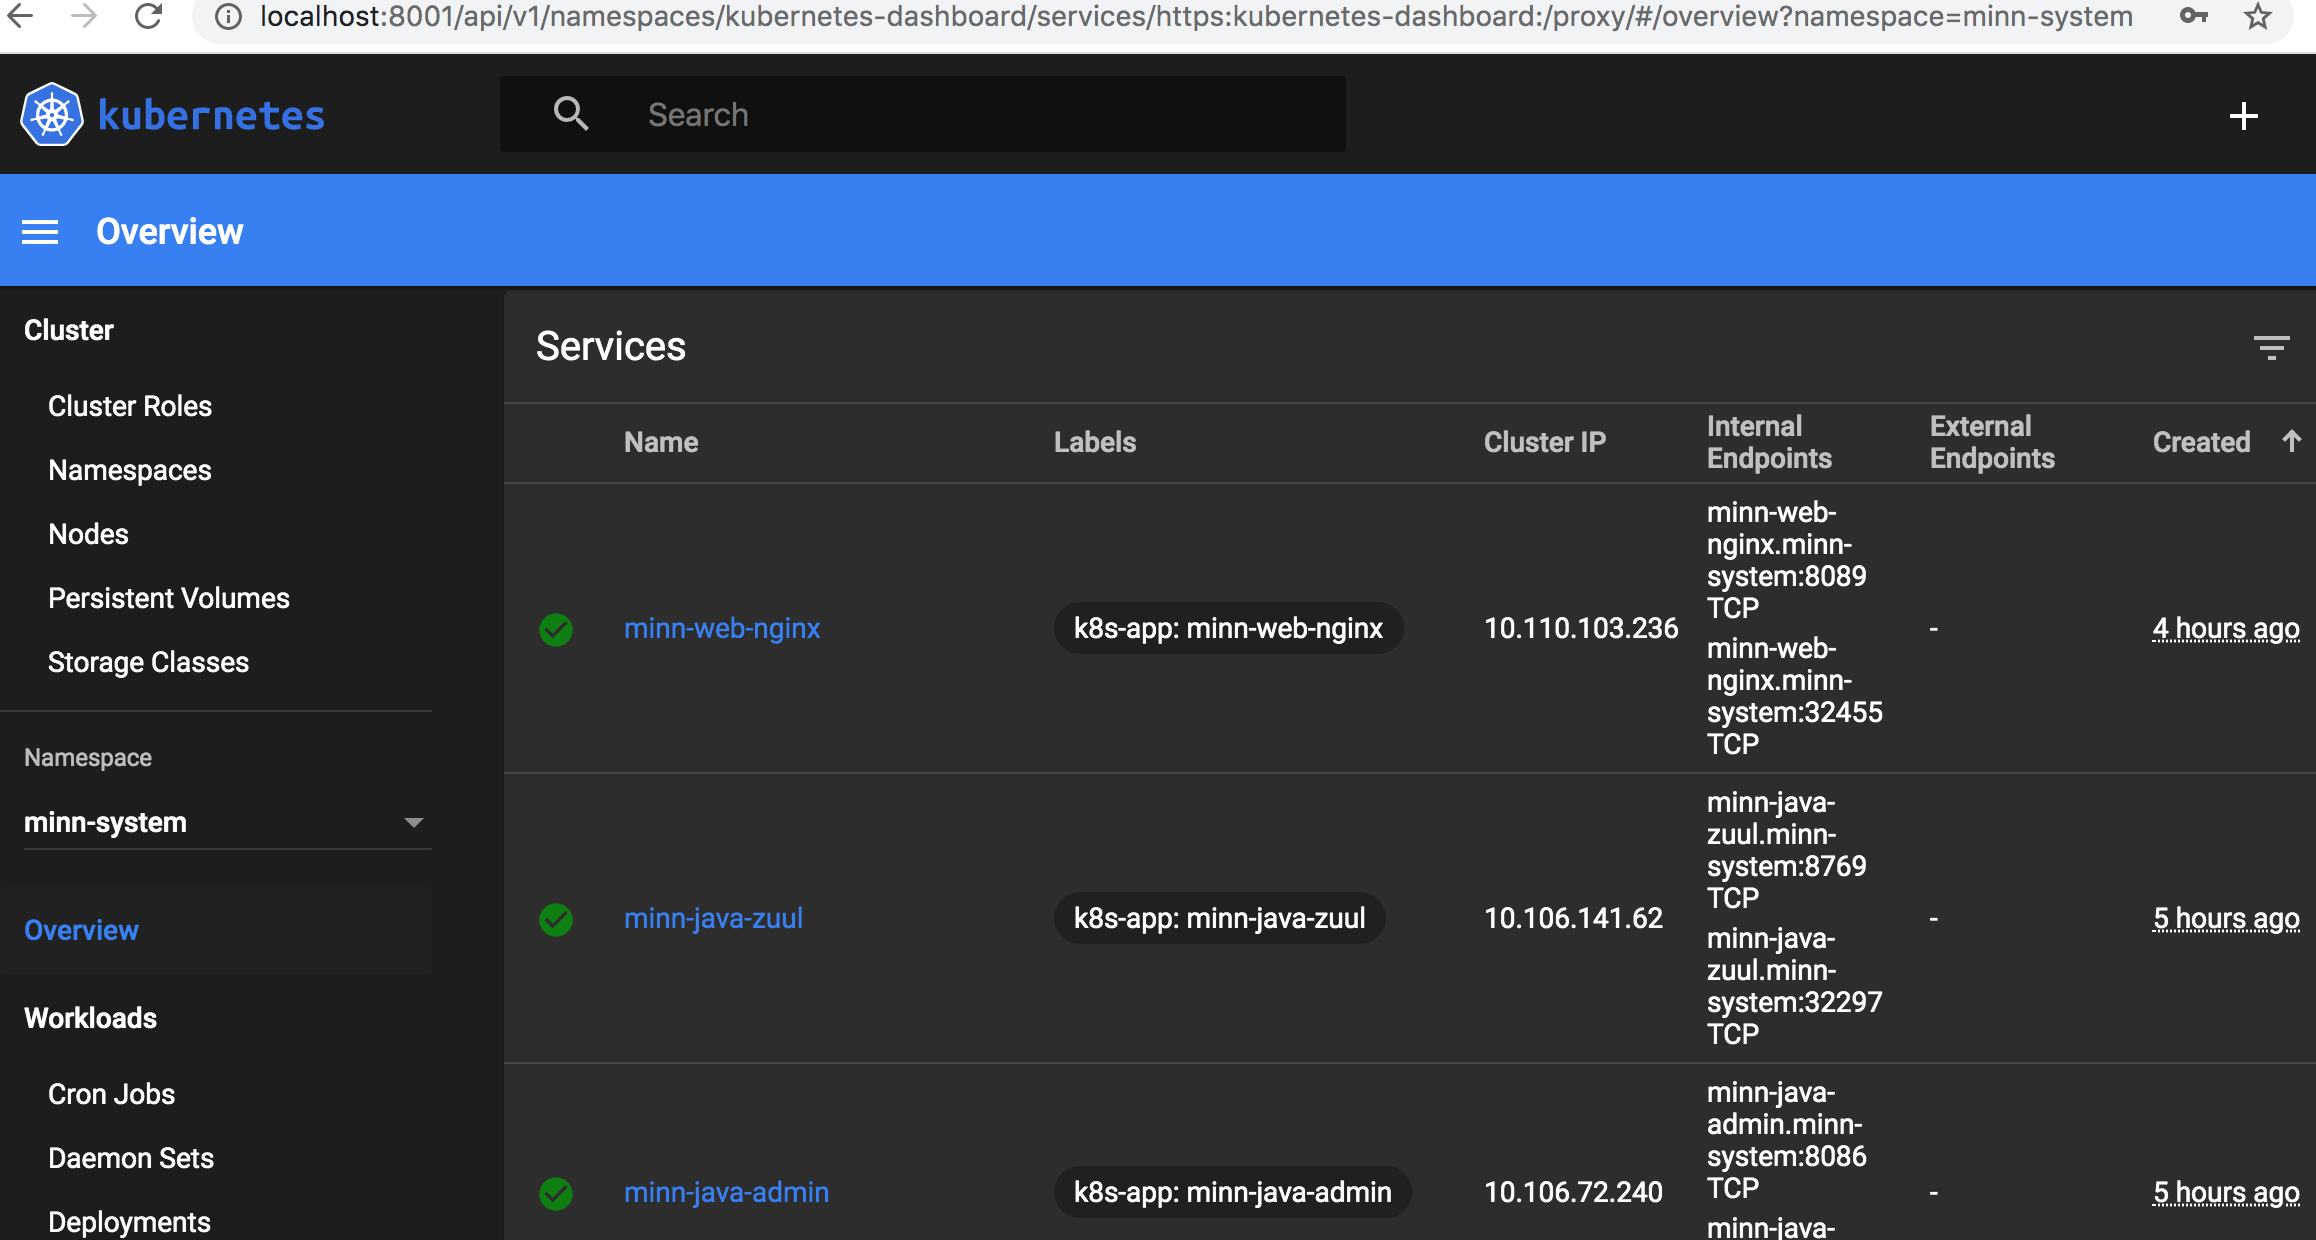 localhost:8001/api/v1/namespaces/kubernetes-dashboard/services/https:kubernetes-dashboard:/proxy/#/overview?namespace=minn-system
kubernetes
Search
Overview
Cluster
Cluster Roles
Namespaces
Nodes
Persistent Volumes
Storage Classes
Namespace
minn-system
Overview
Workloads
Cron Jobs
Daemon Sets
Deployments
Services
Name
Labels
Cluster IP
Internal
Endpoints
External
Endpoints
Created
minn-web-nginx
k8s-app: minn-web-nginx
10.110.103.236
minn-web-
nginx.minn-
system:8089
TCP
minn-web-
nginx.minn-
system:32455
TCP
-
4 hours ago
minn-java-zuul
k8s-app: minn-java-zuul
10.106.141.62
minn-java-
zuul.minn-
system:8769
TCP
minn-java-
zuul.minn-
system:32297
TCP
-
5 hours ago
minn-java-admin
k8s-app: minn-java-admin
10.106.72.240
minn-java-
admin.minn-
system:8086
TCP
minn-java-
-
5 hours ago